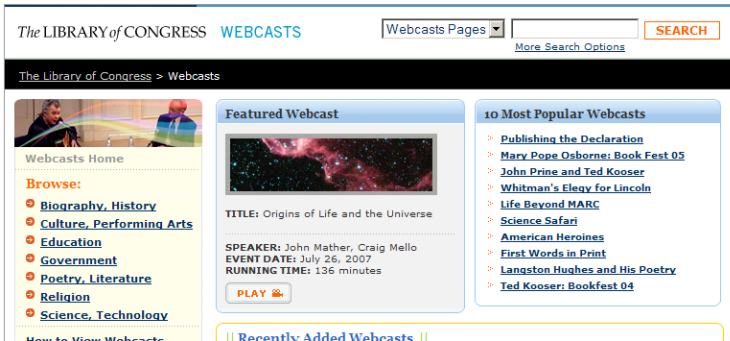 The LIBRARY of CONGRESS WEBCASTS
Webcasts Pages
SEARCH
More Search Options
The Library of Congress > Webcasts
Webcasts Home
Browse:
Biography, History
Culture, Performing Arts
Education
Government
Poetry, Literature
Religion
Science, Technology
How to View Webcasts
Featured Webcast
TITLE: Origins of Life and the Universe
SPEAKER: John Mather, Craig Mello
EVENT DATE: July 26, 2007
RUNNING TIME: 136 minutes
PLAY
10 Most Popular Webcasts
Publishing the Declaration
Mary Pope Osborne: Book Fest 05
John Prine and Ted Kooser
Whitman's Elegy for Lincoln
Life Beyond MARC
Science Safari
American Heroines
First Words in Print
Langston Hughes and His Poetry
Ted Kooser: Bookfest 04
|| Recently Added Webcasts ||